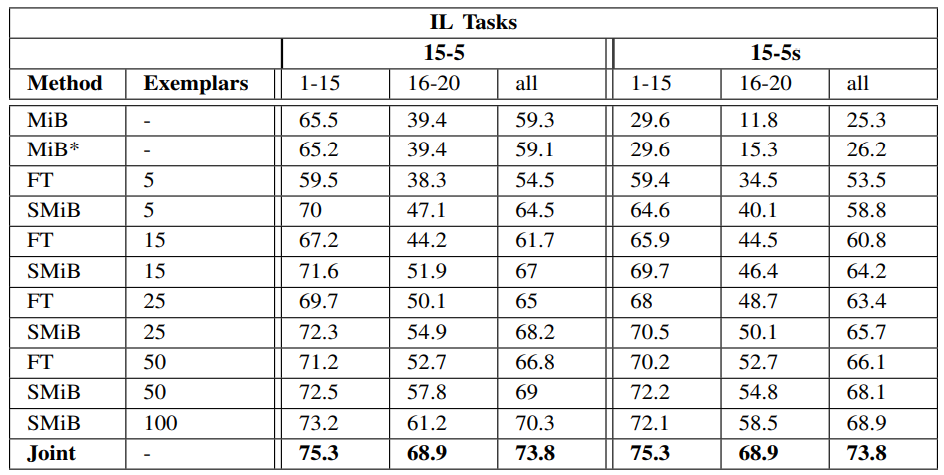 IL Tasks
15-5 15-5s
Method Exemplars 1-15 16-20 all 1-15 16-20 all
MiB - 65.5 39.4 59.3 29.6 11.8 25.3
MiB* - 65.2 39.4 59.1 29.6 15.3 26.2
FT 5 59.5 38.3 54.5 59.4 34.5 53.5
SMiB 5 70 47.1 64.5 64.6 40.1 58.8
FT 15 67.2 44.2 61.7 65.9 44.5 60.8
SMiB 15 71.6 51.9 67 69.7 46.4 64.2
FT 25 69.7 50.1 65 68 48.7 63.4
SMiB 25 72.3 54.9 68.2 70.5 50.1 65.7
FT 50 71.2 52.7 66.8 70.2 52.7 66.1
SMiB 50 72.5 57.8 69 72.2 54.8 68.1
SMiB 100 73.2 61.2 70.3 72.1 58.5 68.9
Joint - 75.3 68.9 73.8 75.3 68.9 73.8